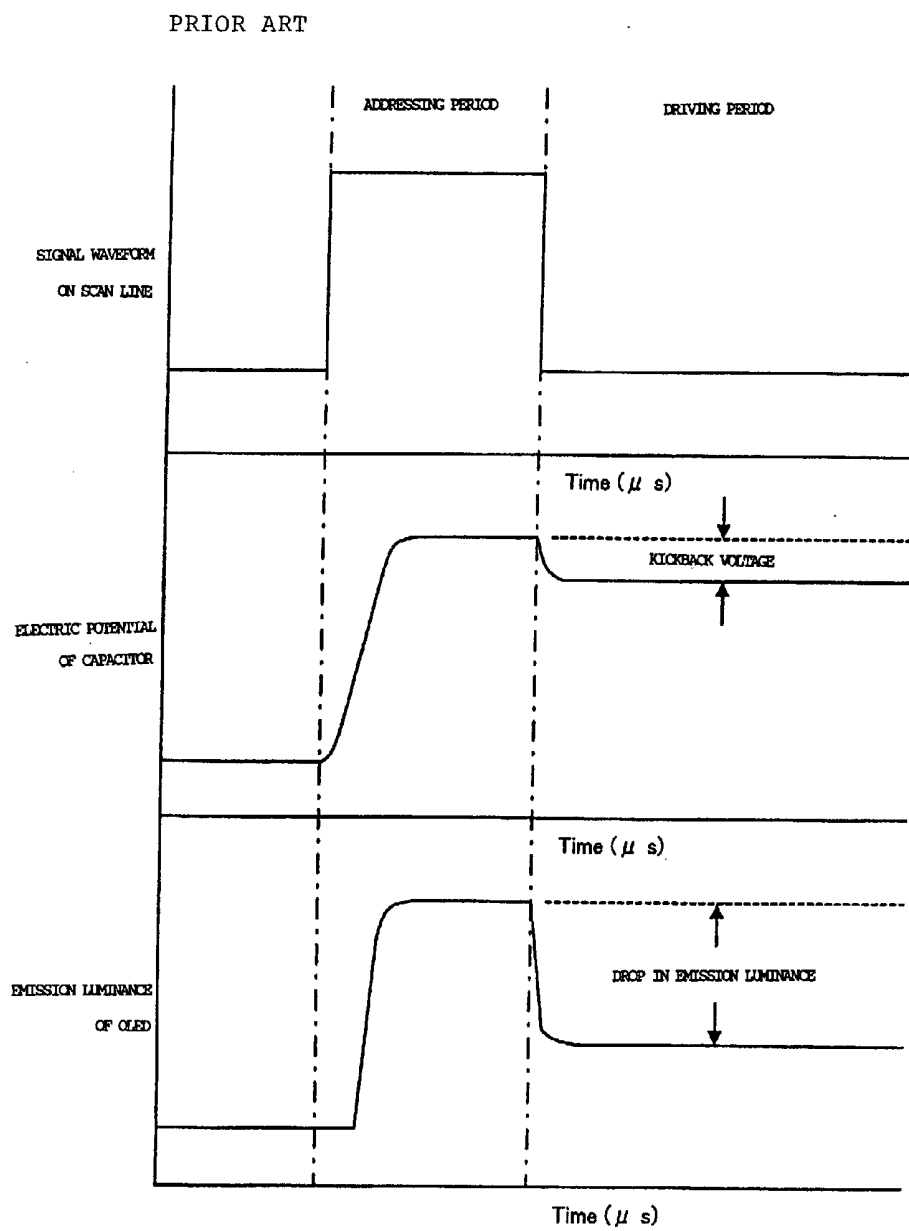 PRIOR ART
ADDRESSING PERIOD
DRIVING PERIOD
SIGNAL WAVEFORM
ON SCAN LINE
Time (μ s)
KICKBACK VOLTAGE
ELECTRIC POTENTIAL
OF CAPACITOR
Time (μ s)
DROP IN EMISSION LUMINANCE
EMISSION LUMINANCE
OF OLED
Time (μ s)